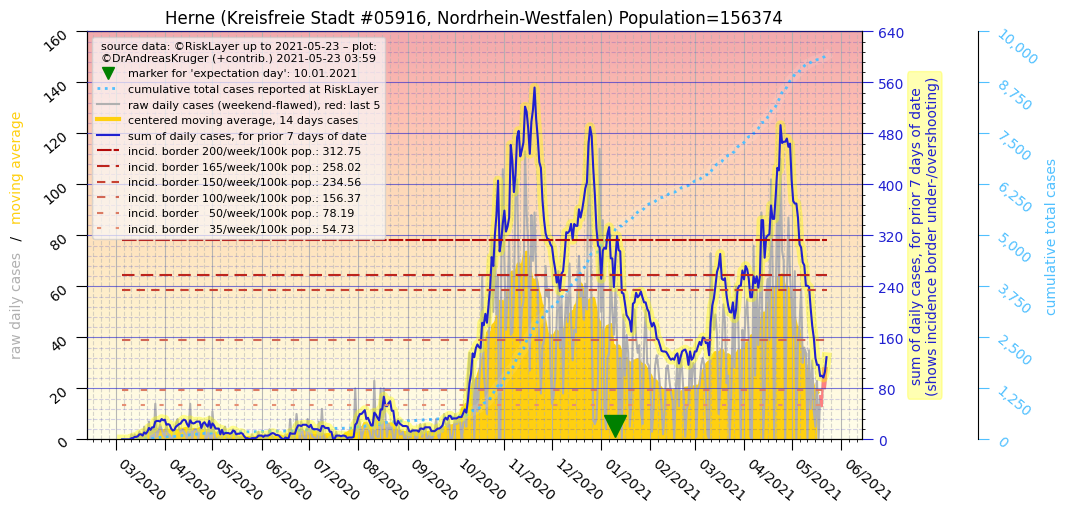 Herne (Kreisfreie Stadt #05916, Nordrhein-Westfalen) Population=156374
source data: ©RiskLayer up to 2021-05-23 – plot:
©DrAndreasKruger (+contrib.) 2021-05-23 03:59
marker for 'expectation day': 10.01.2021
cumulative total cases reported at RiskLayer
raw daily cases (weekend-flawed), red: last 5
centered moving average, 14 days cases
sum of daily cases, for prior 7 days of date
incid. border 200/week/100k pop.: 312.75
incid. border 165/week/100k pop.: 258.02
incid. border 150/week/100k pop.: 234.56
incid. border 100/week/100k pop.: 156.37
incid. border 50/week/100k pop.: 78.19
incid. border 35/week/100k pop.: 54.73
raw daily cases / moving average
160
140
120
100
80
60
40
20
0
03/2020
04/2020
05/2020
06/2020
07/2020
08/2020
09/2020
10/2020
11/2020
12/2020
01/2021
02/2021
03/2021
04/2021
05/2021
06/2021
640
560
480
400
320
240
160
80
0
sum of daily cases, for prior 7 days of date
(shows incidence border under-/overshooting)
10,000
8,750
7,500
6,250
5,000
3,750
2,500
1,250
0
cumulative total cases